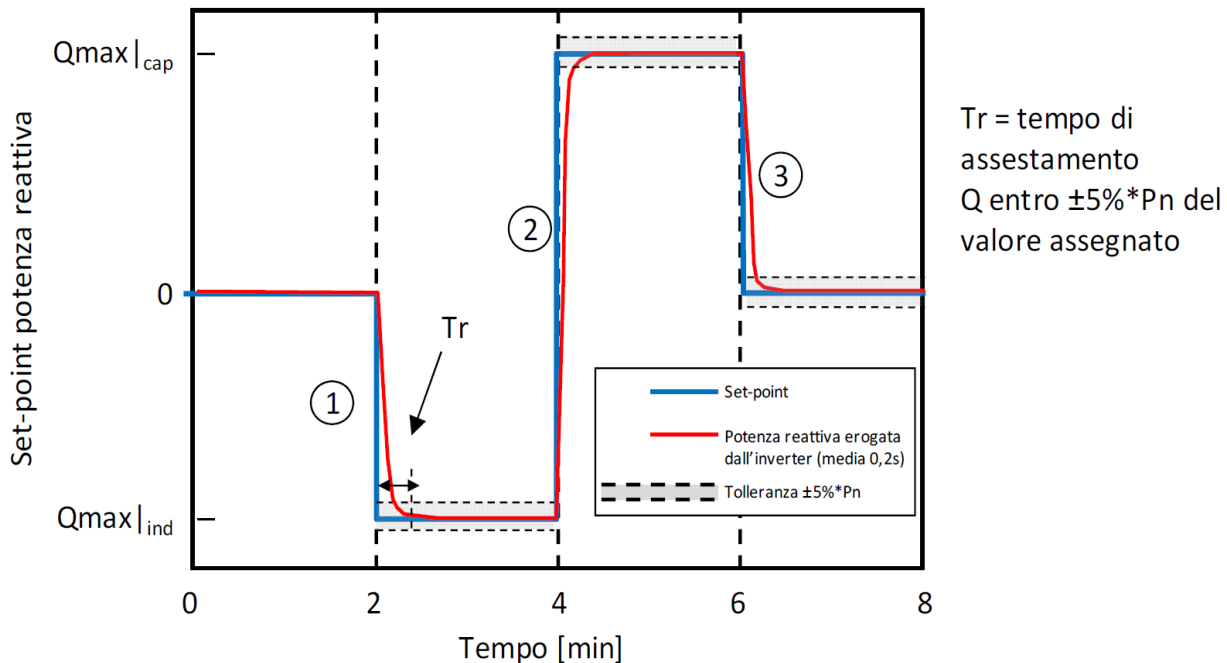 Set-point potenza reattiva
Qmax|cap
0
Qmax|ind
1
Tr
2
3
Set-point
Potenza reattiva erogata
dall'inverter (media 0,2s)
Tolleranza ±5%*Pn
0
2
4
6
8
Tempo [min]
Tr = tempo di
assestamento
Q entro ±5%*Pn del
valore assegnato